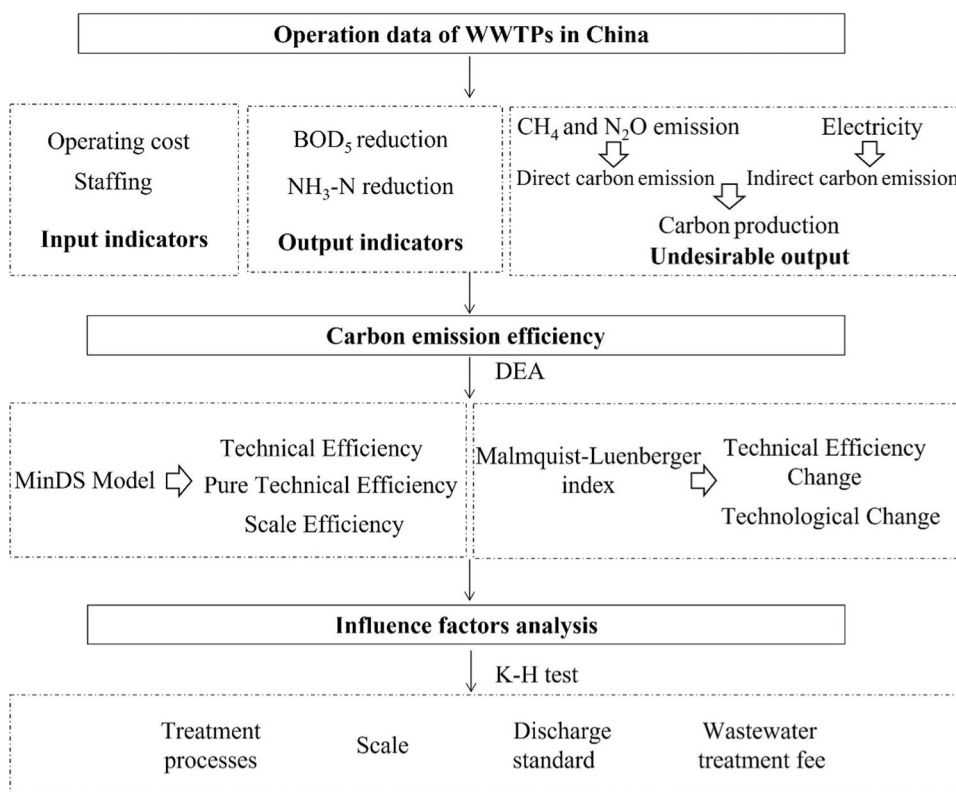 Operation data of WWTPs in China
Operating cost
Staffing
Input indicators
BOD₅ reduction
NH₃-N reduction
Output indicators
CH₄ and N₂O emission
Electricity
Direct carbon emission
Indirect carbon emission
Carbon production
Undesirable output
Carbon emission efficiency
DEA
MinDS Model
Technical Efficiency
Pure Technical Efficiency
Scale Efficiency
Malmquist-Luenberger
index
Technical Efficiency
Change
Technological Change
Influence factors analysis
K-H test
Treatment
processes
Scale
Discharge
standard
Wastewater
treatment fee